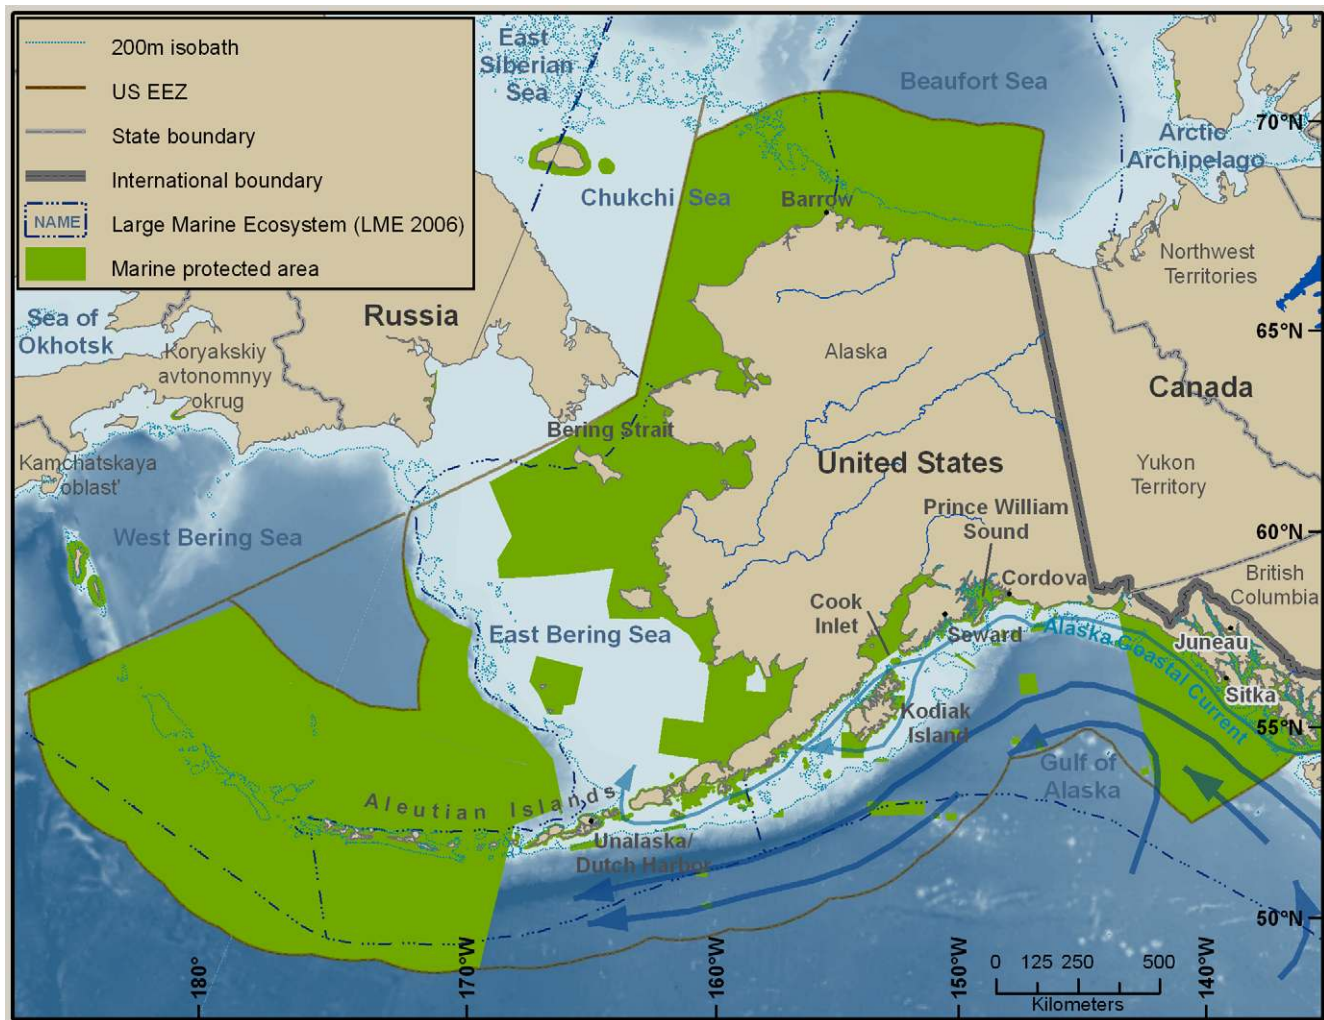 200m isobath
US EEZ
State boundary
International boundary
NAME
Large Marine Ecosystem (LME 2006)
Marine protected area
East
Siberian
Sea
Beaufort Sea
70°N
Arctic
Archipelago
Chukchi Sea
Barrow
Northwest
Territories
Sea of
Okhotsk
Russia
65°N
Koryakskiy
avtonomnyy
okrug
Alaska
Canada
Bering Strait
Kamchatskaya
oblast'
United States
Yukon
Territory
Prince William
Sound
West Bering Sea
60°N
Cordova
British
Columbia
Cook
Inlet
East Bering Sea
Seward
Alaska Coastal Current
Juneau
Sitka
Kodiak
Island
55°N
Gulf of
Alaska
Aleutian Islands
Unalaska/
Dutch Harbor
50°N
180°
170°W
160°W
150°W
140°W
0 125 250 500
Kilometers